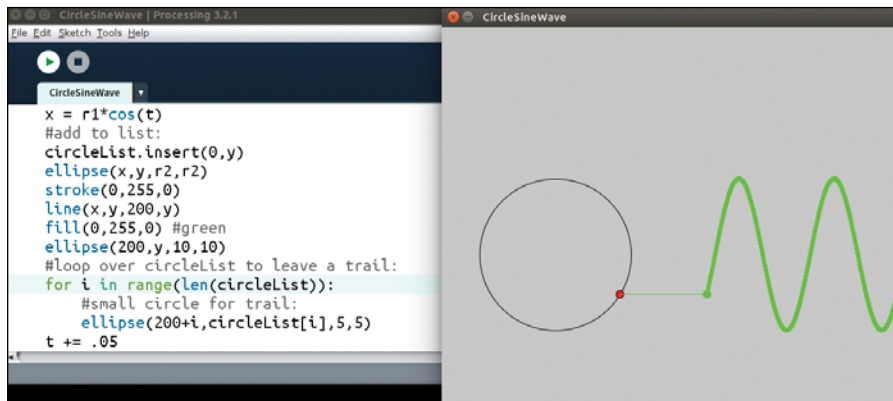 CircleSineWave | Processing 3.2.1
File Edit Sketch Tools Help
CircleSineWave
x = r1*cos(t)
#add to list:
circleList.insert(0,y)
ellipse(x,y,r2,r2)
stroke(0,255,0)
line(x,y,200,y)
fill(0,255,0) #green
ellipse(200,y,10,10)
#loop over circleList to leave a trail:
for i in range(len(circleList)):
    #small circle for trail:
    ellipse(200+i,circleList[i],5,5)
t += .05
CircleSineWave